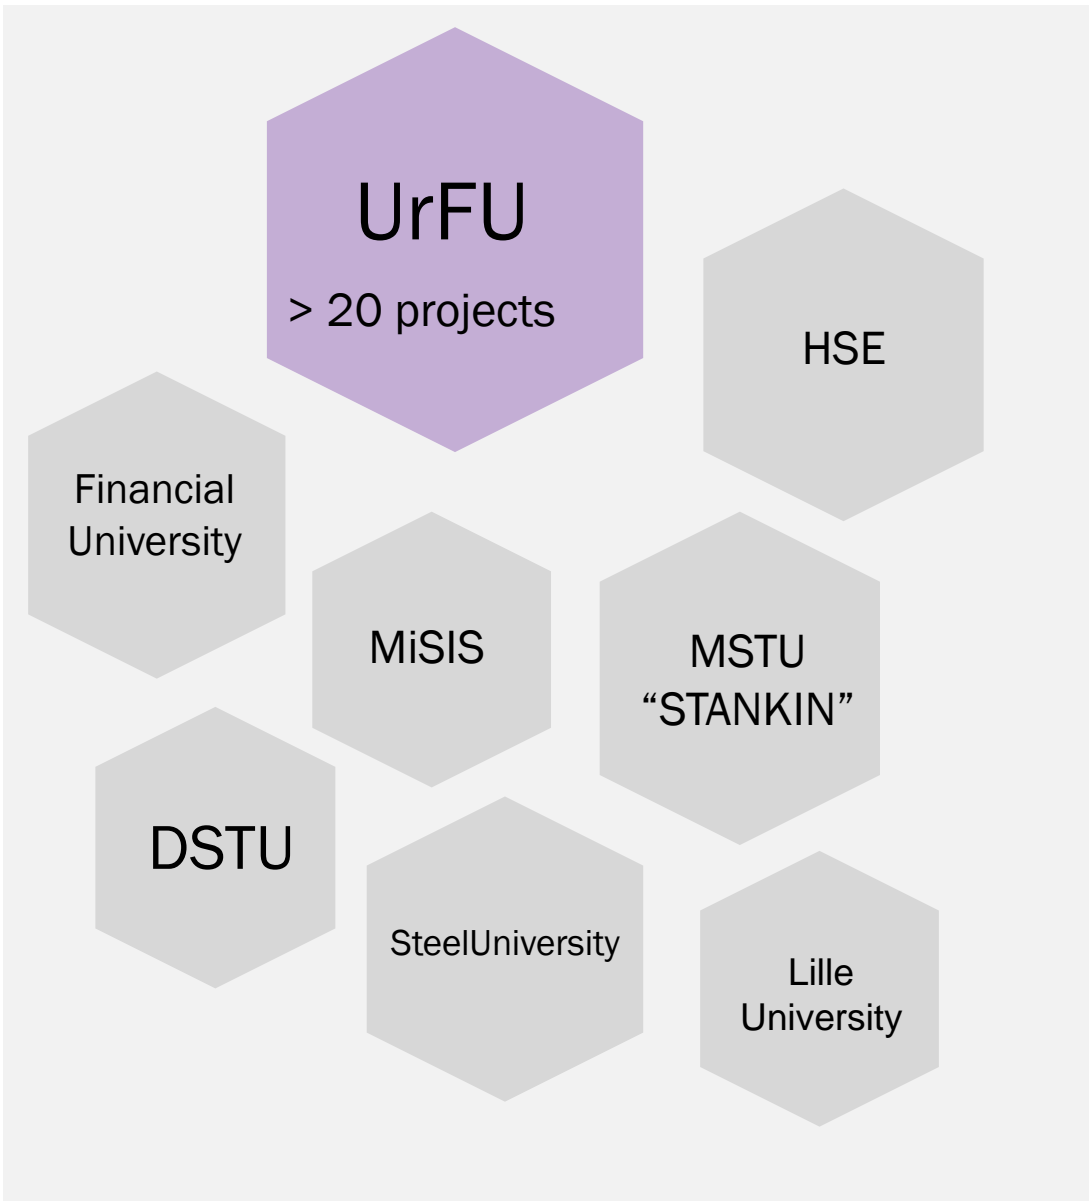 UrFU
> 20 projects
HSE
Financial
University
MiSIS
MSTU
“STANKIN”
DSTU
SteelUniversity
Lille
University